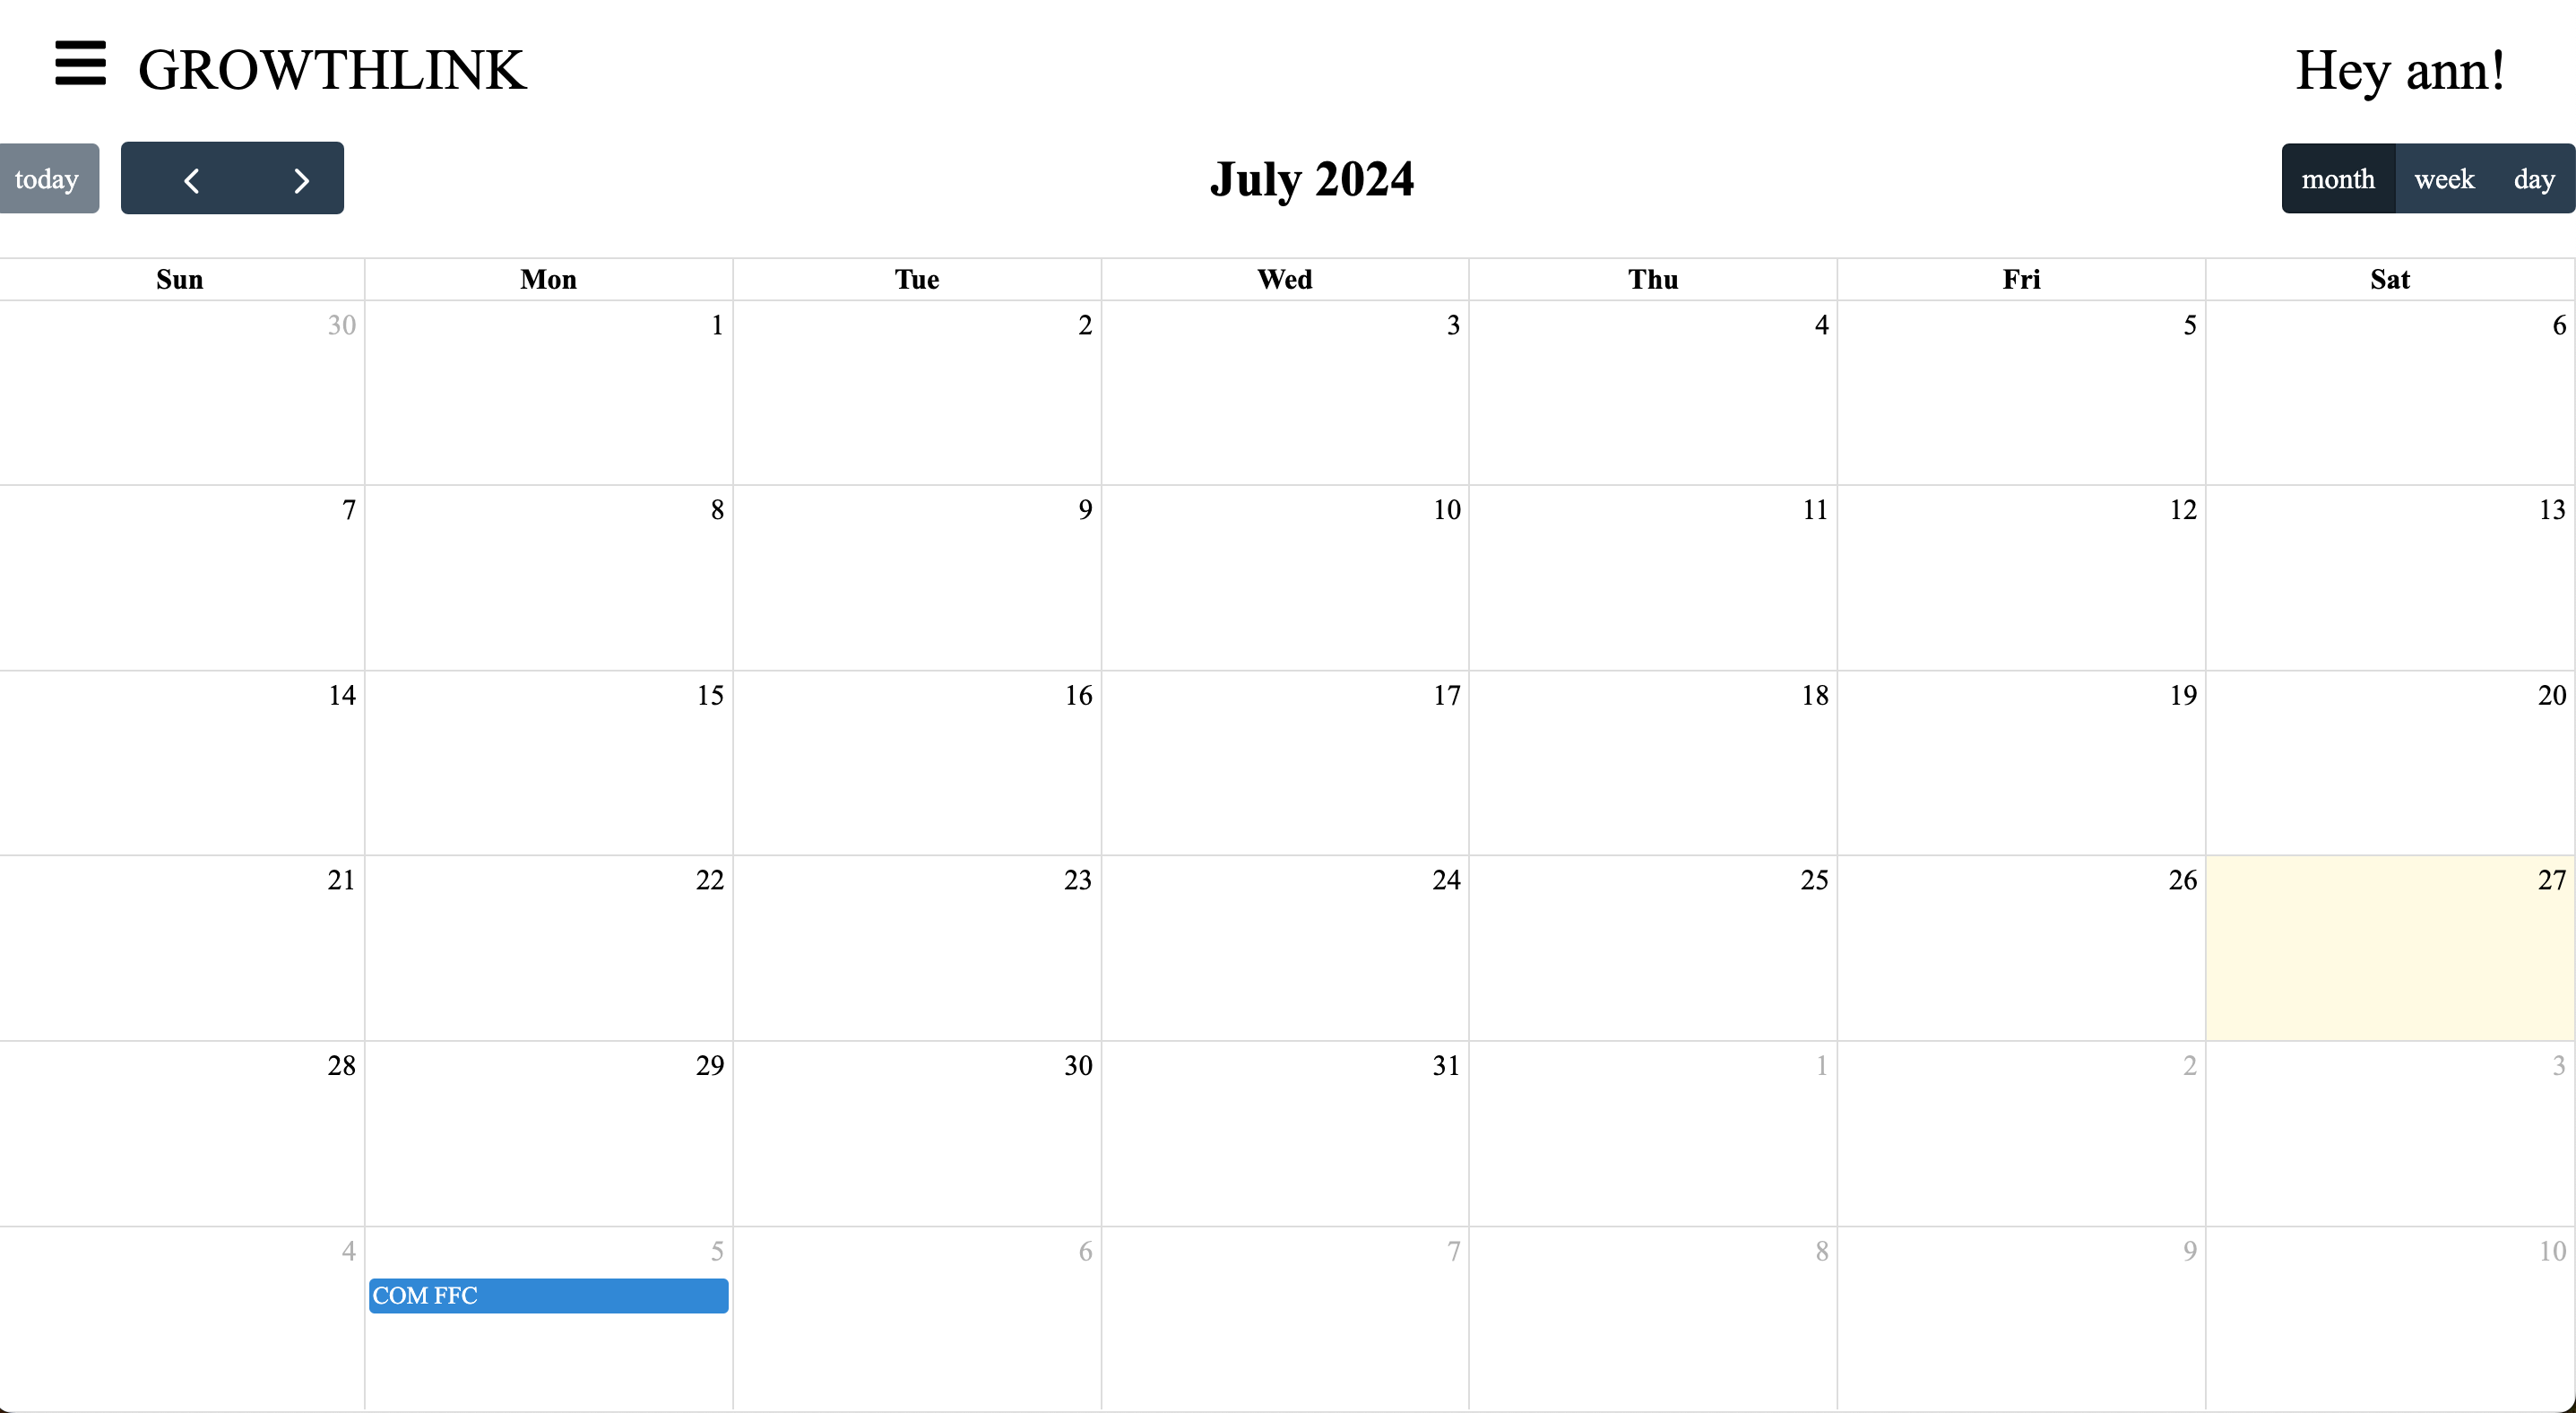 GROWTHLINK
Hey ann!
today
July 2024
month week day
Sun Mon Tue Wed Thu Fri Sat
30 1 2 3 4 5 6
7 8 9 10 11 12 13
14 15 16 17 18 19 20
21 22 23 24 25 26 27
28 29 30 31 1 2 3
4 5 6 7 8 9 10
COM FFC